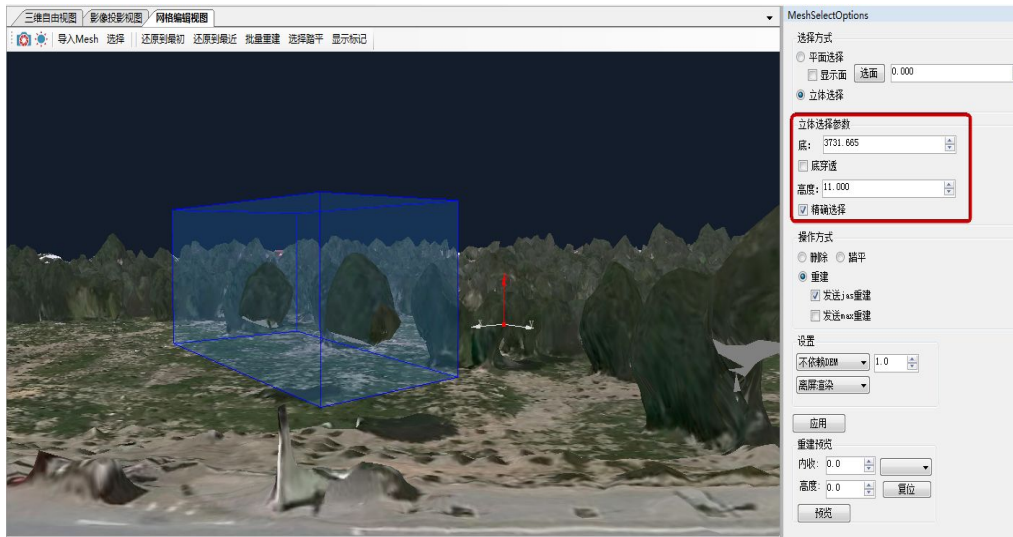 三维自由视图 影像投影视图 网格编辑视图
导入Mesh 选择 还原到最初 还原到最近 批量重建 选择踏平 显示标记
MeshSelectOptions
选择方式
平面选择
显示面 选面 0.000
立体选择
立体选择参数
底: 3731.665
底穿透
高度: 11.000
精确选择
操作方式
删除 踏平
重建
发送jas重建
发送max重建
设置
不依赖DEM 1.0
离屏渲染
应用
重建预览
内收: 0.0
高度: 0.0 复位
预览